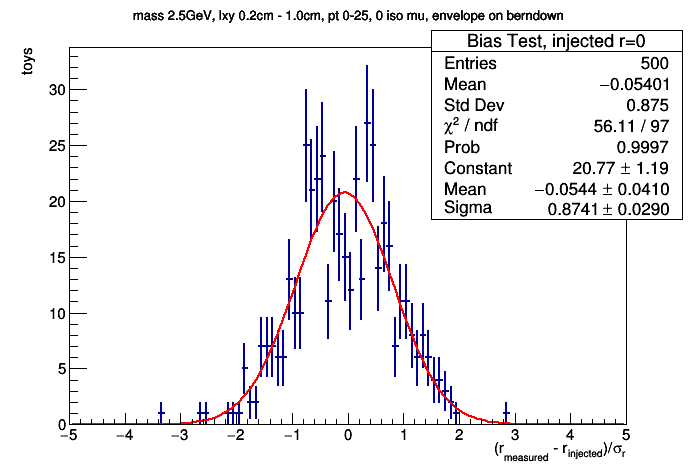 mass 2.5GeV, lxy 0.2cm - 1.0cm, pt 0-25, 0 iso mu, envelope on berndown
Bias Test, injected r=0
Entries 500
Mean −0.05401
Std Dev 0.875
χ² / ndf 56.11 / 97
Prob 0.9997
Constant 20.77 ± 1.19
Mean −0.0544 ± 0.0410
Sigma 0.8741 ± 0.0290
toys
30
25
20
15
10
5
0
−5 −4 −3 −2 −1 0 1 2 3 4 5
(r_measured - r_injected)/σ_r